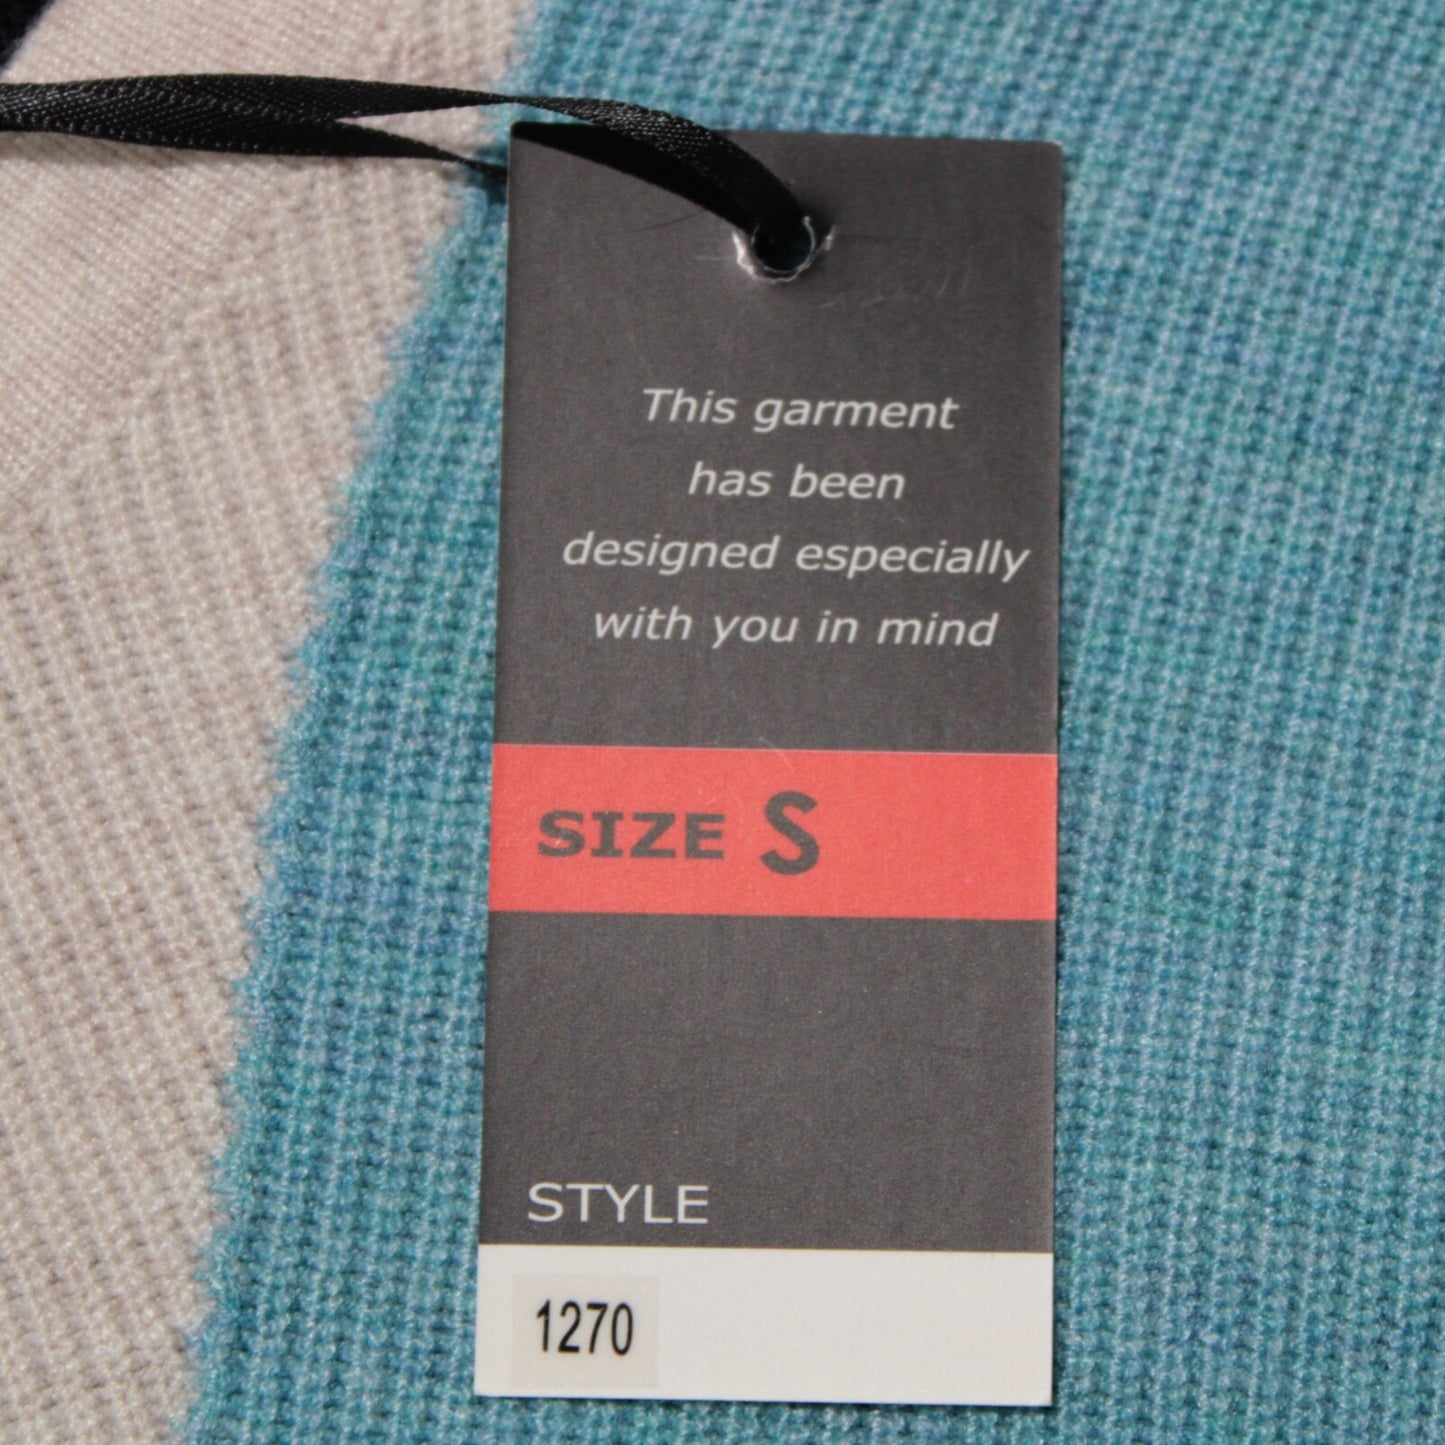 This garment
has been
designed especially
with you in mind
SIZE S
STYLE
1270